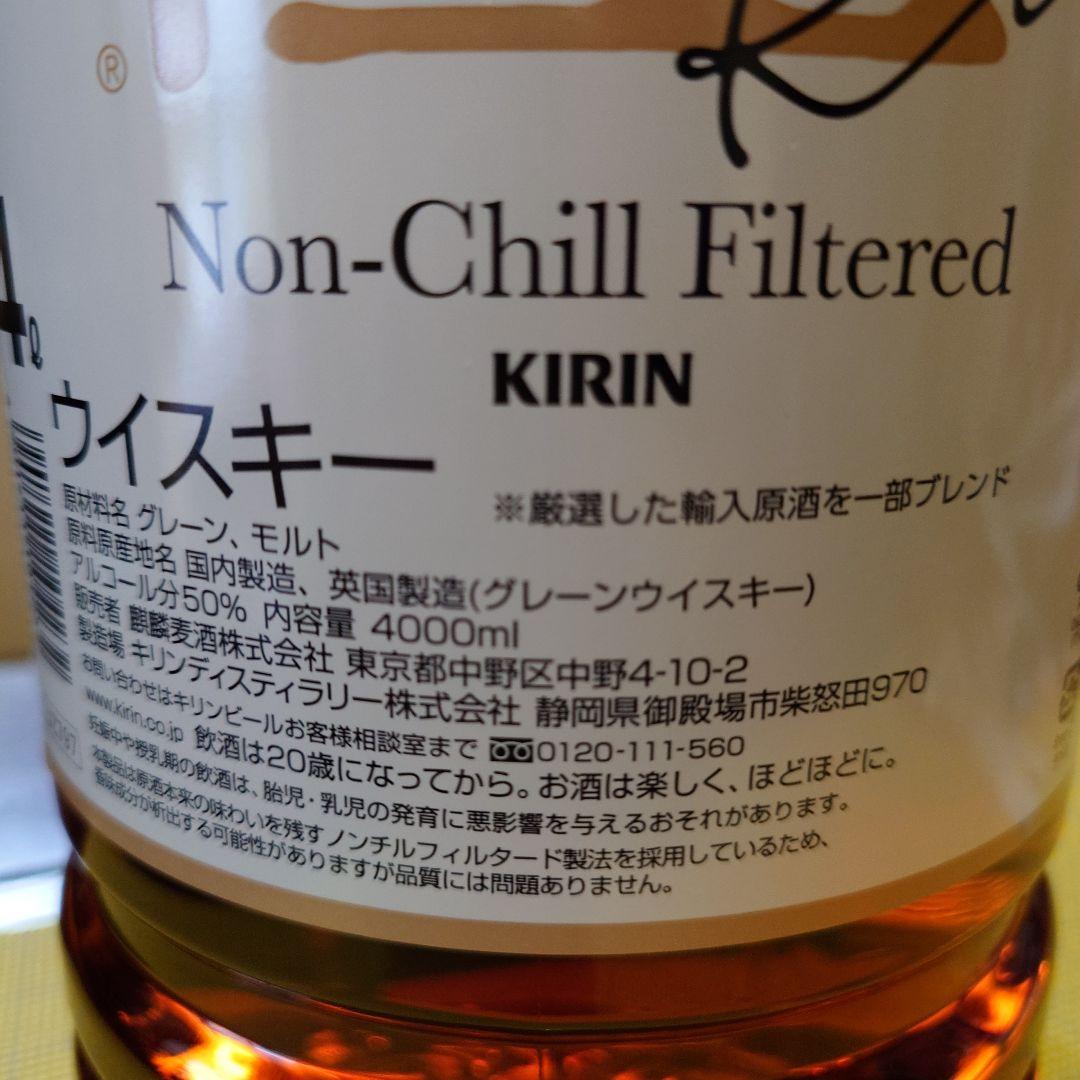 ®
Non-Chill Filtered
4ℓ
KIRIN
ウイスキー
※厳選した輸入原酒を一部ブレンド
原材料名 グレーン、モルト
原料原産地名 国内製造、英国製造(グレーンウイスキー)
アルコール分50% 内容量 4000ml
販売者 麒麟麦酒株式会社 東京都中野区中野4-10-2
製造場 キリンディスティラリー株式会社 静岡県御殿場市柴怒田970
お問い合わせはキリンビールお客様相談室まで 0120-111-560
www.kirin.co.jp 飲酒は20歳になってから。お酒は楽しく、ほどほどに。
妊娠中や授乳期の飲酒は、胎児・乳児の発育に悪影響を与えるおそれがあります。
本製品は原酒本来の味わいを残すノンチルフィルタード製法を採用しているため、
香味成分が析出する可能性がありますが品質には問題ありません。